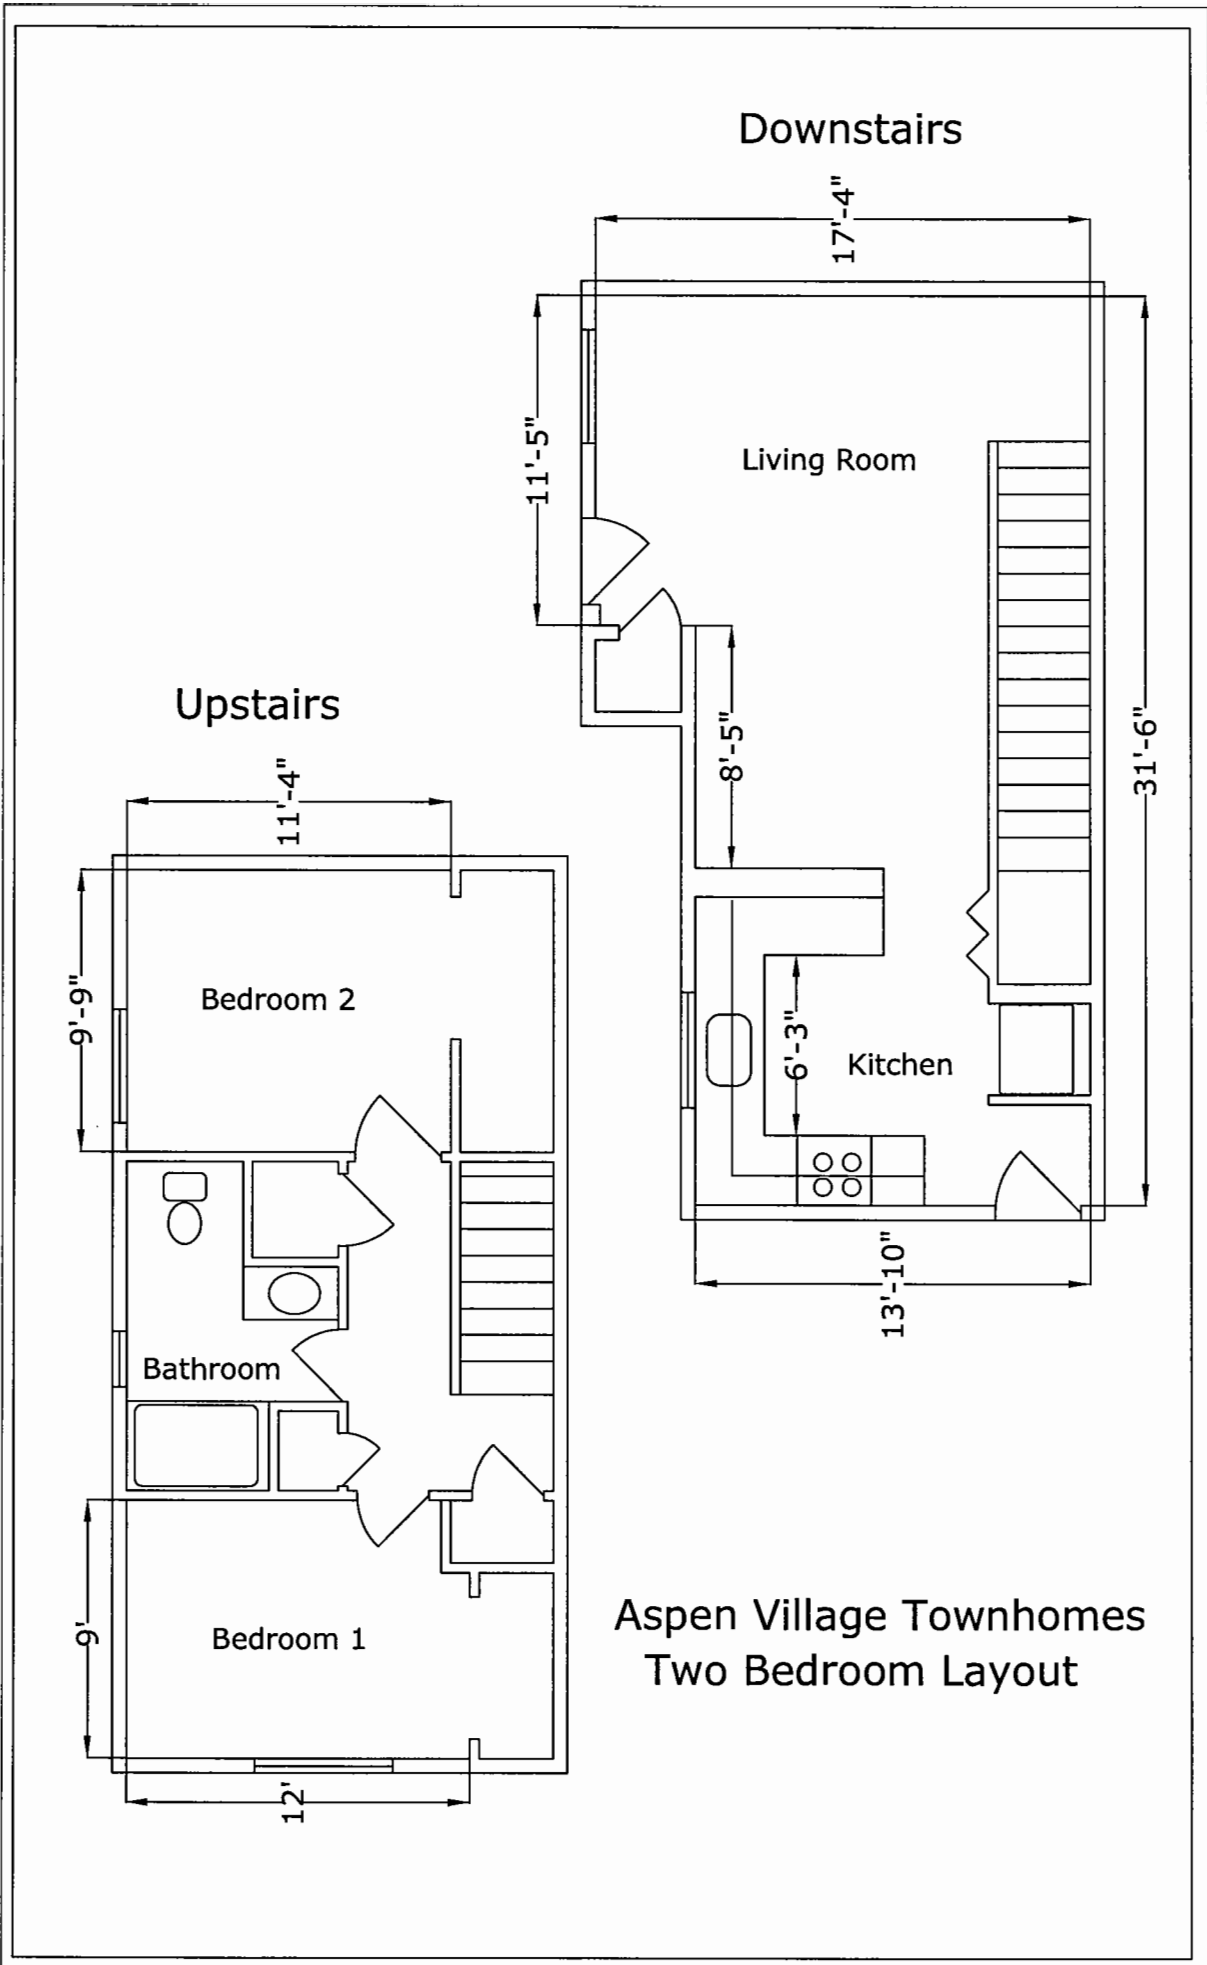 Downstairs
17'-4"
11'-5"
Living Room
8'-5"
31'-6"
6'-3"
Kitchen
13'-10"
Upstairs
11'-4"
9'-9"
Bedroom 2
Bathroom
9'
Bedroom 1
12'
Aspen Village Townhomes
Two Bedroom Layout